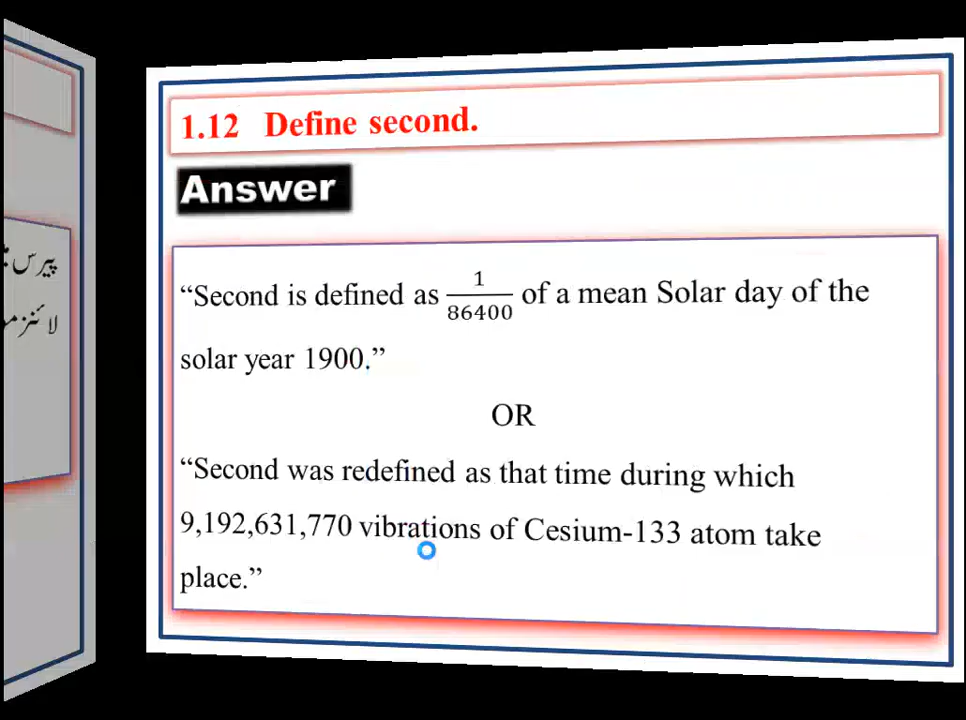 پیرس
لائنز
1.12 Define second.
Answer
“Second is defined as 1/86400 of a mean Solar day of the
solar year 1900.”
OR
“Second was redefined as that time during which
9,192,631,770 vibrations of Cesium-133 atom take
place.”